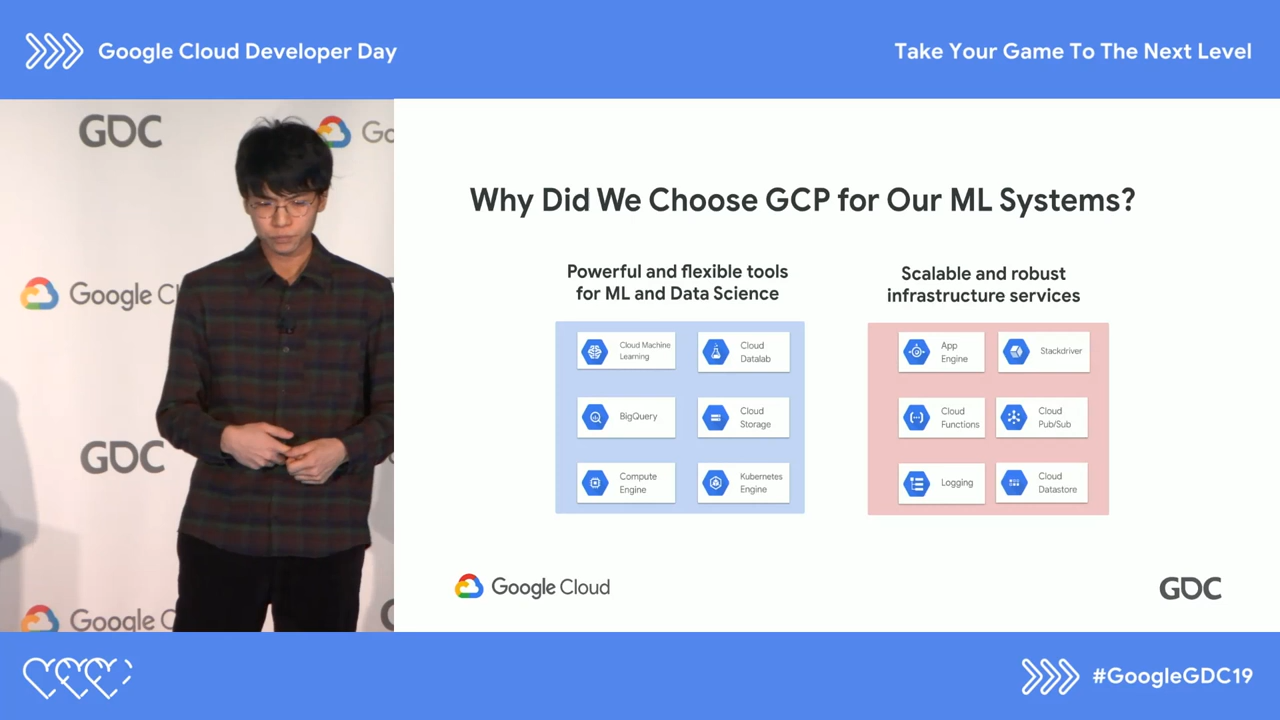 Google Cloud Developer Day
Take Your Game To The Next Level
GDC
Go
Google C
GDC
Google C
Why Did We Choose GCP for Our ML Systems?
Powerful and flexible tools
for ML and Data Science
Cloud Machine
Learning
Cloud
Datalab
BigQuery
Cloud
Storage
Compute
Engine
Kubernetes
Engine
Scalable and robust
infrastructure services
App
Engine
Stackdriver
Cloud
Functions
Cloud
Pub/Sub
Logging
Cloud
Datastore
Google Cloud
GDC
#GoogleGDC19